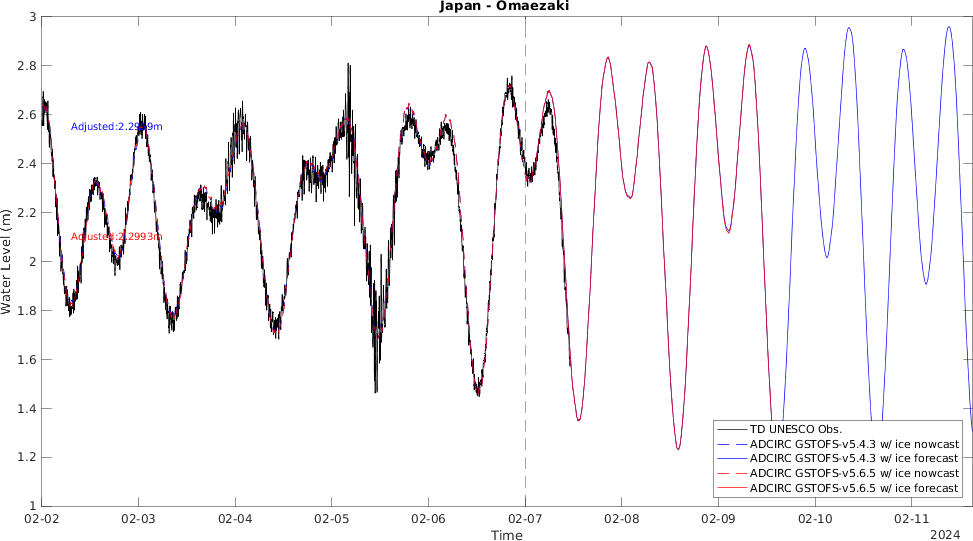 Japan - Omaezaki
3
2.8
2.6
2.4
2.2
2
1.8
1.6
1.4
1.2
1
Water Level (m)
Adjusted:2.2999m
Adjusted:2.2993m
TD UNESCO Obs.
ADCIRC GSTOFS-v5.4.3 w/ ice nowcast
ADCIRC GSTOFS-v5.4.3 w/ ice forecast
ADCIRC GSTOFS-v5.6.5 w/ ice nowcast
ADCIRC GSTOFS-v5.6.5 w/ ice forecast
02-02 02-03 02-04 02-05 02-06 02-07 02-08 02-09 02-10 02-11
Time
2024